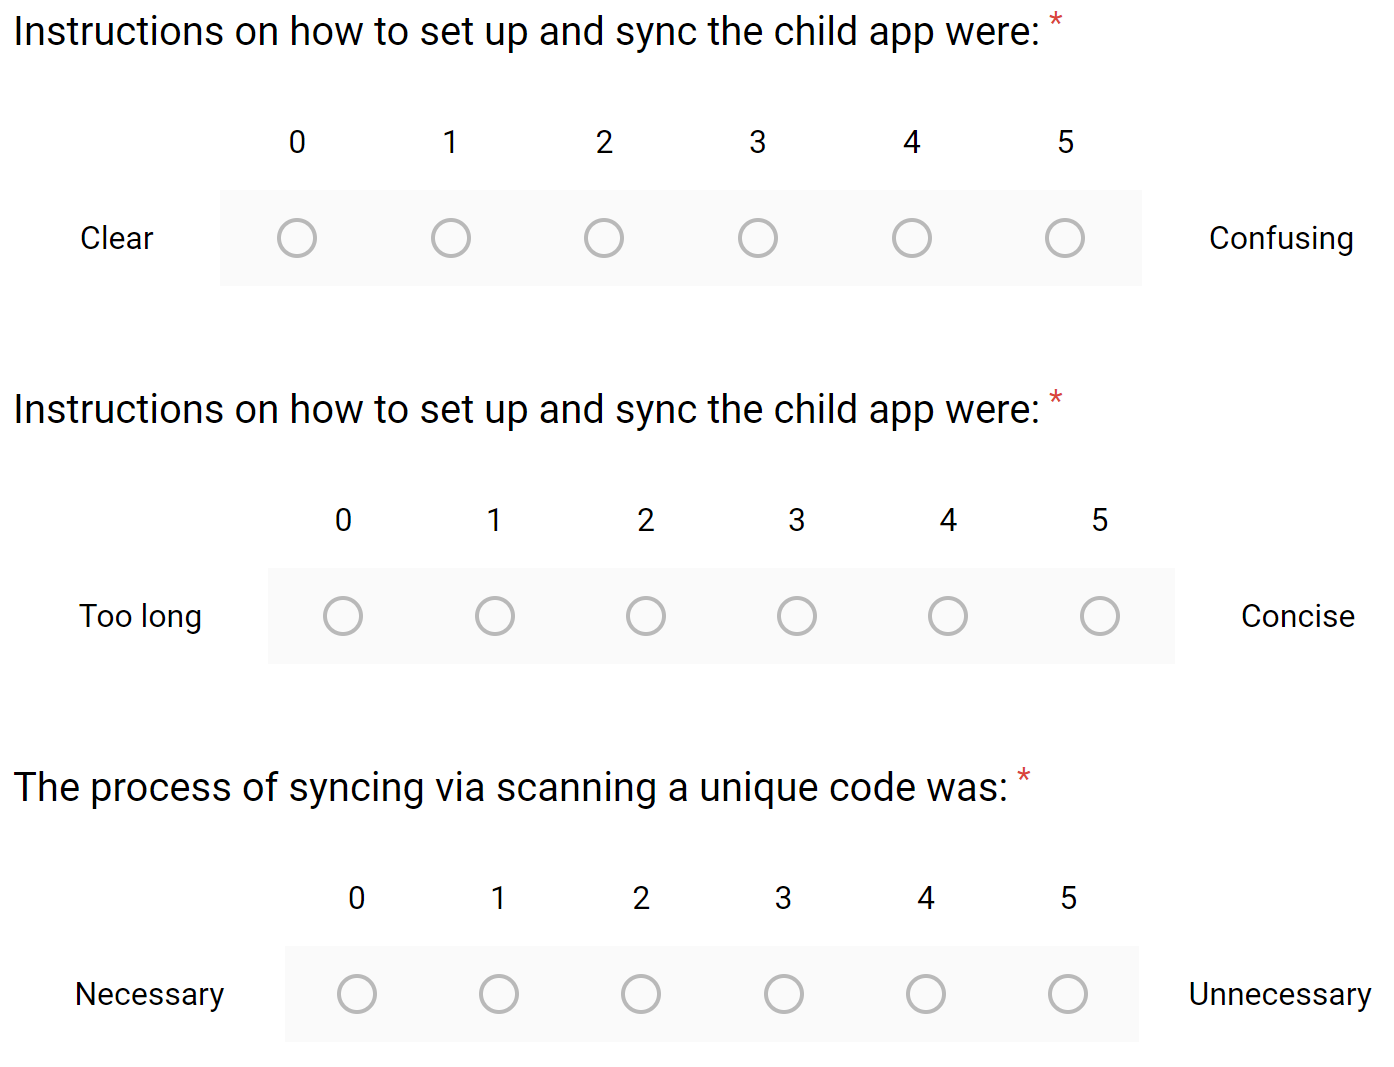 Instructions on how to set up and sync the child app were: *
0 1 2 3 4 5
Clear Confusing
Instructions on how to set up and sync the child app were: *
0 1 2 3 4 5
Too long Concise
The process of syncing via scanning a unique code was: *
0 1 2 3 4 5
Necessary Unnecessary